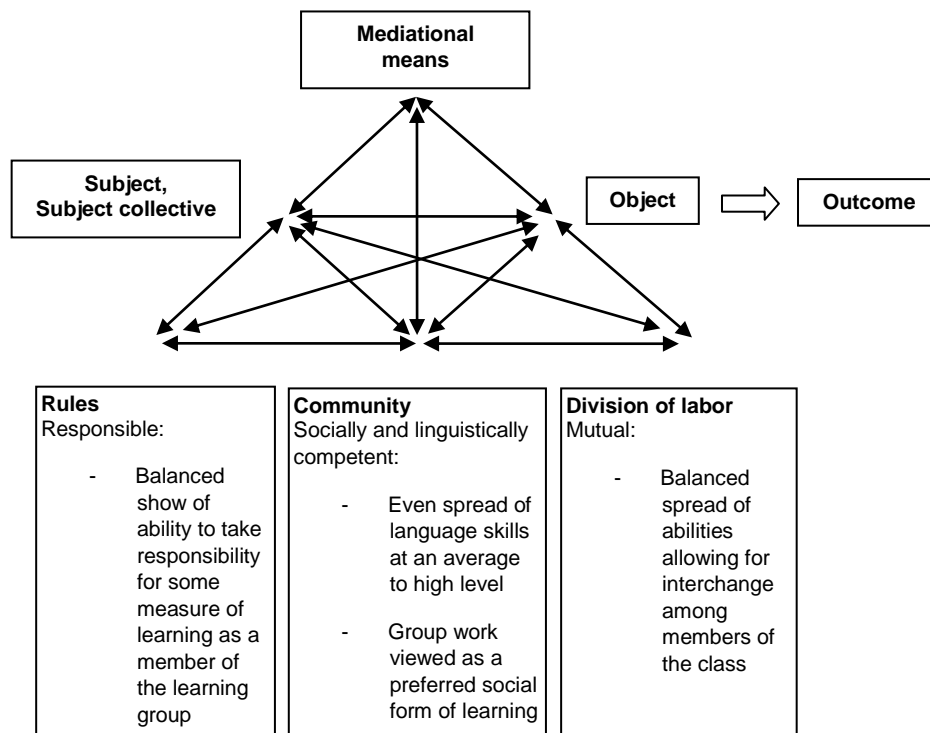 Mediational
means
Subject,
Subject collective
Object
Outcome
Rules
Responsible:
- Balanced
show of
ability to take
responsibility
for some
measure of
learning as a
member of
the learning
group
Community
Socially and linguistically
competent:
- Even spread of
language skills
at an average
to high level
- Group work
viewed as a
preferred social
form of learning
Division of labor
Mutual:
- Balanced
spread of
abilities
allowing for
interchange
among
members of
the class